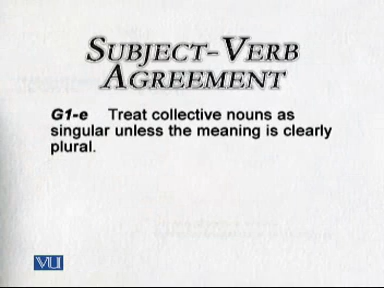 SUBJECT-VERB
AGREEMENT
G1-e Treat collective nouns as
singular unless the meaning is clearly
plural.
VU